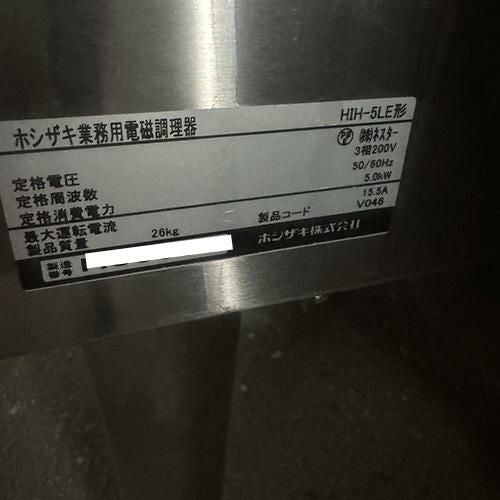 ホシザキ業務用電磁調理器 HIH-5LE形
(株)ネスター
定格電圧 3相200V
定格周波数 50/60Hz
定格消費電力 5.0kW
最大運転電流 15.5A
製品質量 26kg 製品コード V046
製造番号 ホシザキ株式会社